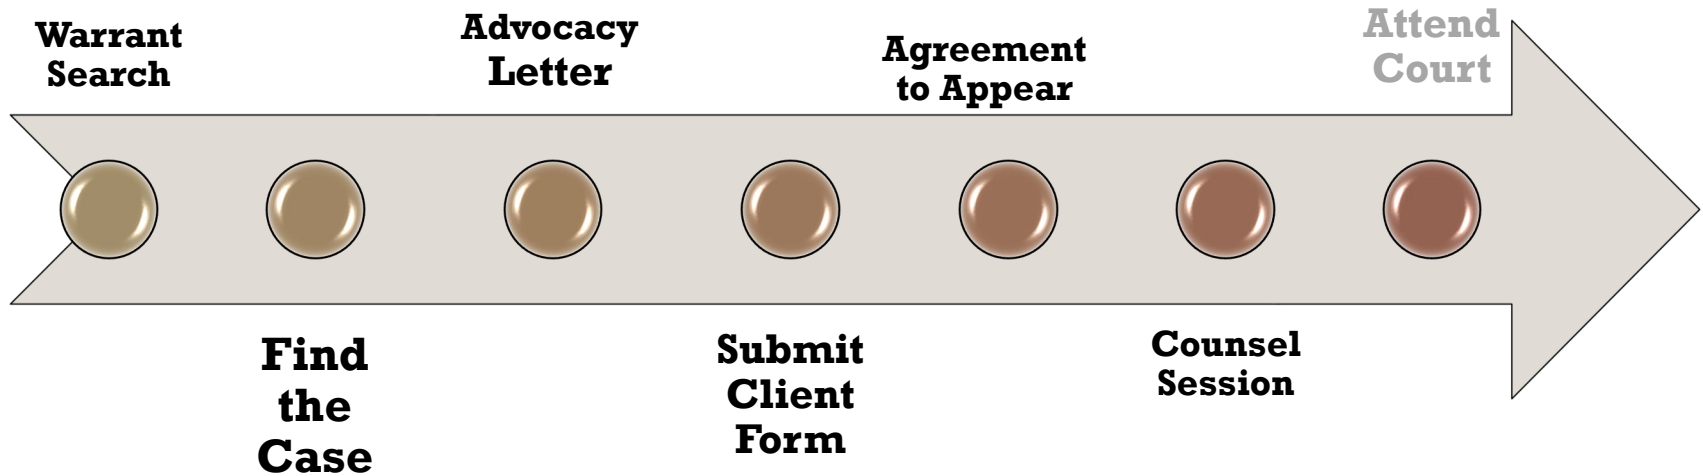 Warrant
Search
Find
the
Case
Advocacy
Letter
Submit
Client
Form
Agreement
to Appear
Counsel
Session
Attend
Court